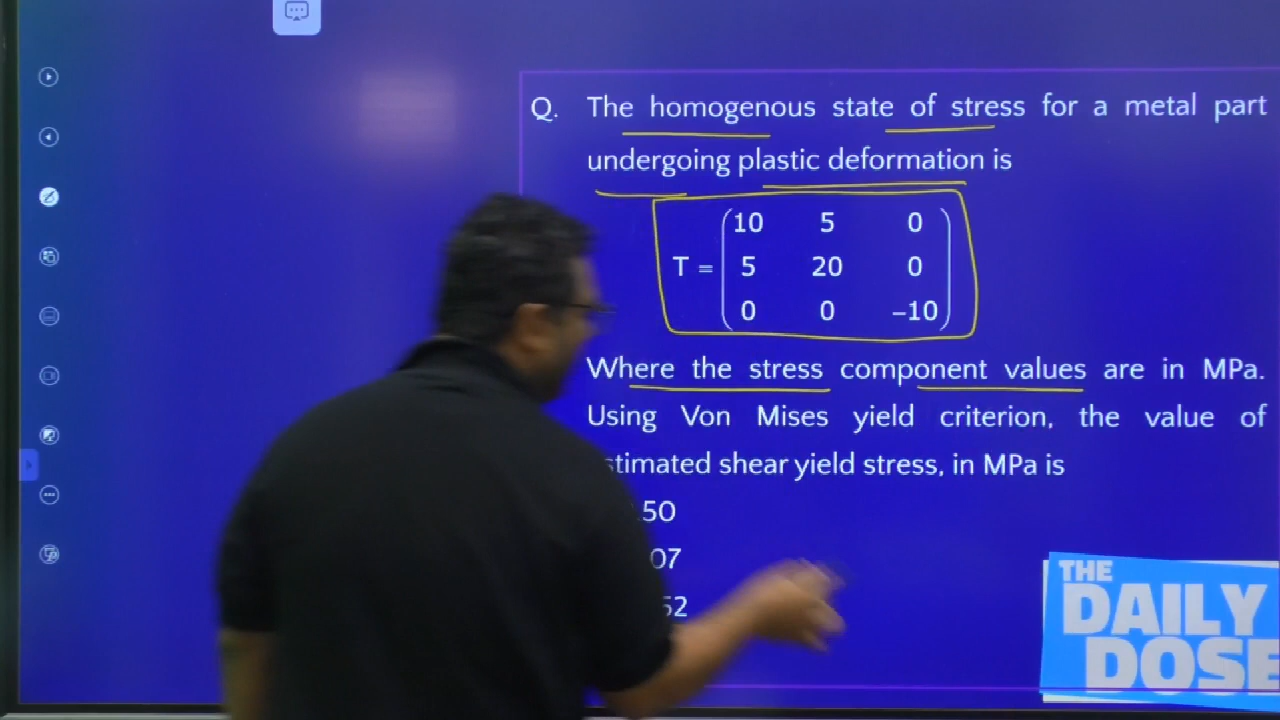 Q. The homogenous state of stress for a metal part
undergoing plastic deformation is
10 5 0
T = 5 20 0
0 0 –10
Where the stress component values are in MPa.
Using Von Mises yield criterion, the value of
stimated shear yield stress, in MPa is
.50
07
52
THE
DAILY
DOSE